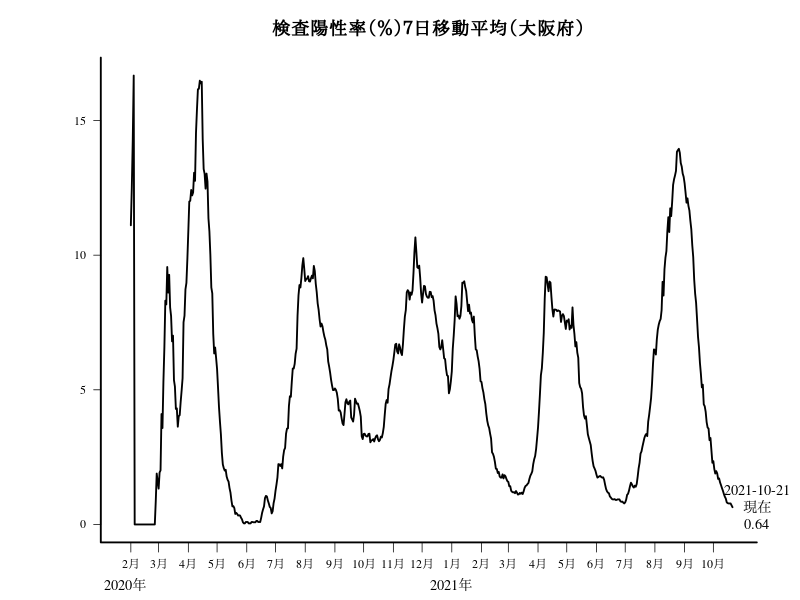 検査陽性率(%)7日移動平均(大阪府)
15
10
5
0
2021-10-21
現在
0.64
2月 3月 4月 5月 6月 7月 8月 9月 10月 11月 12月 1月 2月 3月 4月 5月 6月 7月 8月 9月 10月
2020年 2021年